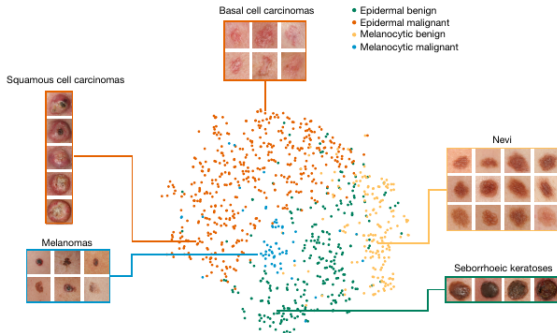 Basal cell carcinomas
Epidermal benign
Epidermal malignant
Melanocytic benign
Melanocytic malignant
Squamous cell carcinomas
Nevi
Melanomas
Seborrhoeic keratoses